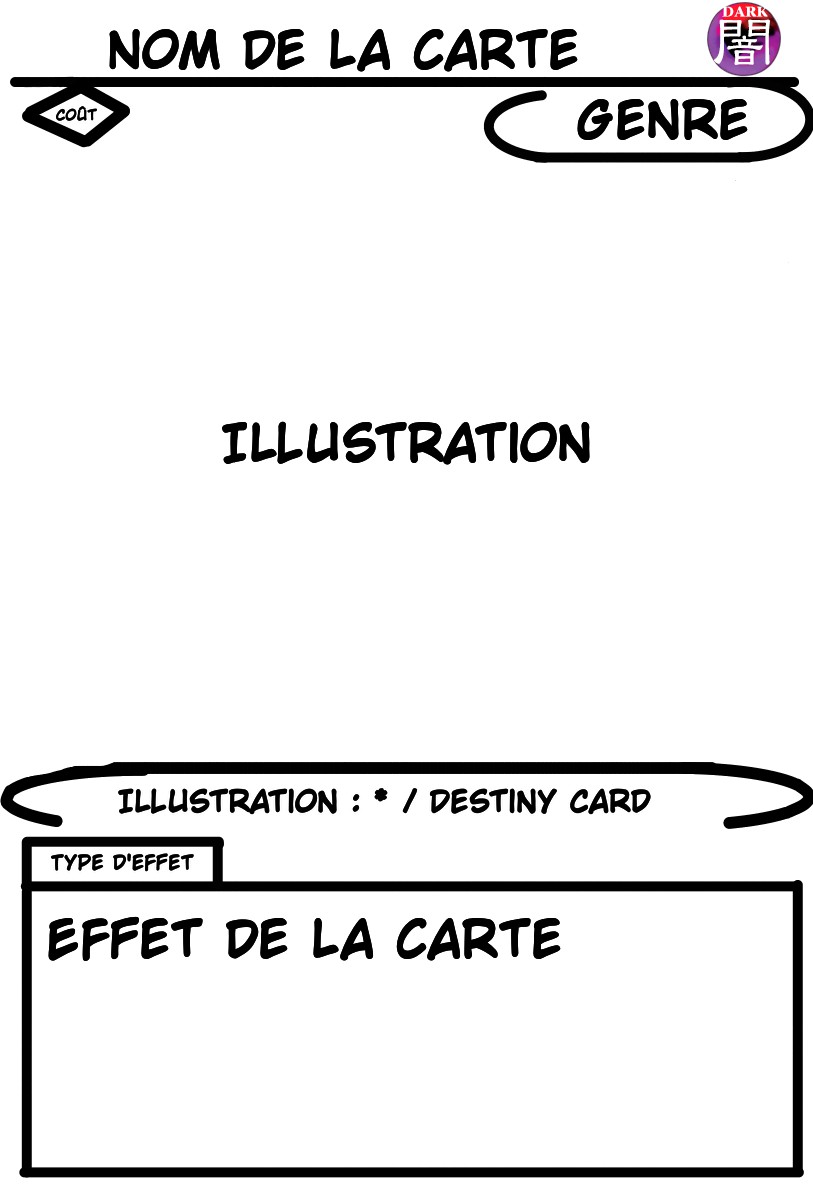 NOM DE LA CARTE
DARK
闇
COÛT
GENRE
ILLUSTRATION
ILLUSTRATION : * / DESTINY CARD
TYPE D'EFFET
EFFET DE LA CARTE